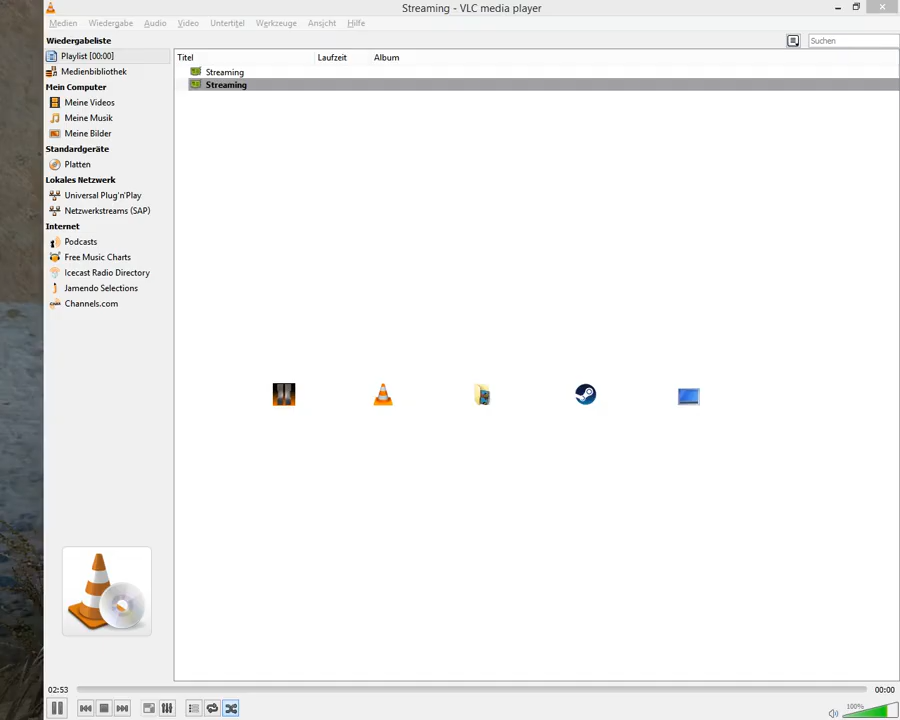 Streaming - VLC media player
Medien Wiedergabe Audio Video Untertitel Werkzeuge Ansicht Hilfe
Wiedergabeliste
Suchen
Playlist [00:00]
Medienbibliothek
Mein Computer
Meine Videos
Meine Musik
Meine Bilder
Standardgeräte
Platten
Lokales Netzwerk
Universal Plug'n'Play
Netzwerkstreams (SAP)
Internet
Podcasts
Free Music Charts
Icecast Radio Directory
Jamendo Selections
Channels.com
Titel Laufzeit Album
Streaming
Streaming
02:53
00:00
100%